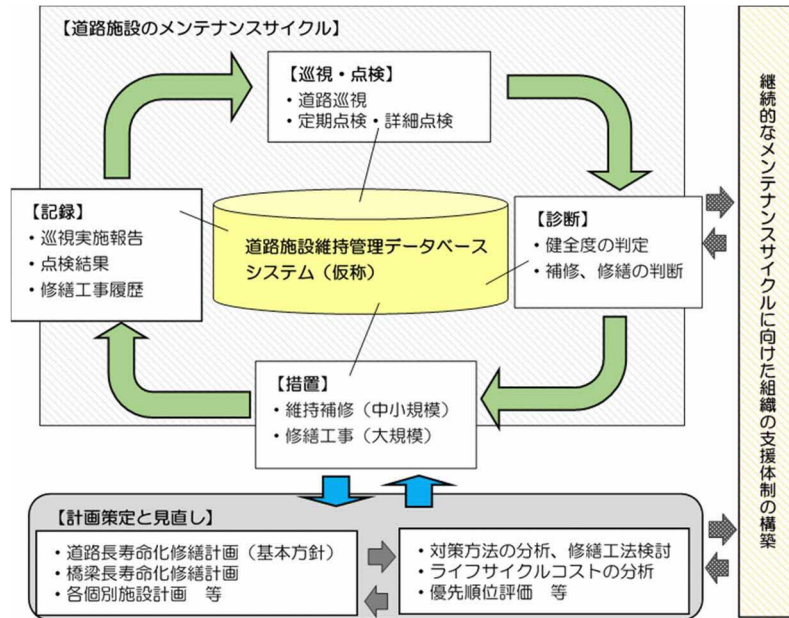 【道路施設のメンテナンスサイクル】
【巡視・点検】
・道路巡視
・定期点検・詳細点検
【記録】
・巡視実施報告
・点検結果
・修繕工事履歴
道路施設維持管理データベース
システム（仮称）
【診断】
・健全度の判定
・補修、修繕の判断
【措置】
・維持補修（中小規模）
・修繕工事（大規模）
【計画策定と見直し】
・道路長寿命化修繕計画（基本方針）
・橋梁長寿命化修繕計画
・各個別施設計画　等
・対策方法の分析、修繕工法検討
・ライフサイクルコストの分析
・優先順位評価　等
継続的なメンテナンスサイクルに向けた組織の支援体制の構築